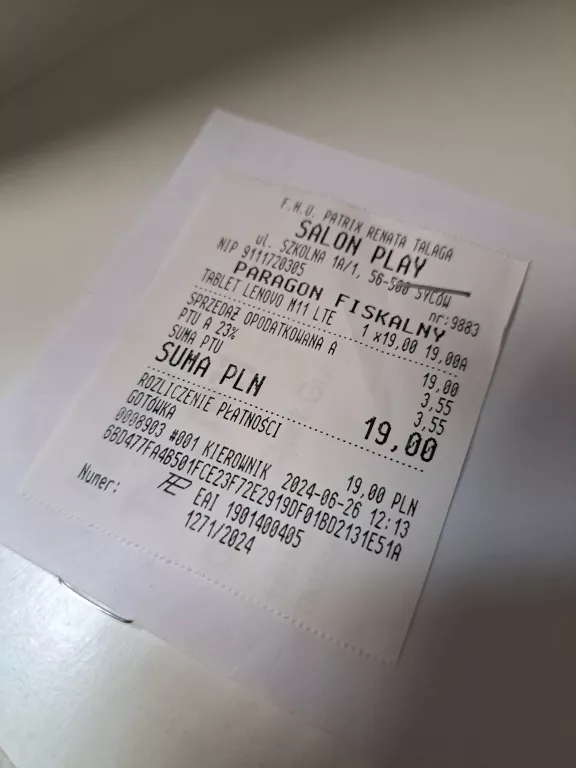 F.H.U. PATRIX RENATA TALAGA
SALON PLAY
ul. SZKOLNA 1A/1, 56-500 SYCÓW
NIP 9111720305 nr:9083
PARAGON FISKALNY
TABLET LENOVO M11 LTE 1 x19,00 19,00A
SPRZEDAŻ OPODATKOWANA A 19,00
PTU A 23% 3,55
SUMA PTU 3,55
SUMA PLN 19,00
ROZLICZENIE PŁATNOŚCI
GOTÓWKA 19,00 PLN
0008903 #001 KIEROWNIK 2024-06-26 12:13
6BD477FA4B501FCE23F72E2919DF01BD2131E51A
EAI 1901400405
Numer: 1271/2024